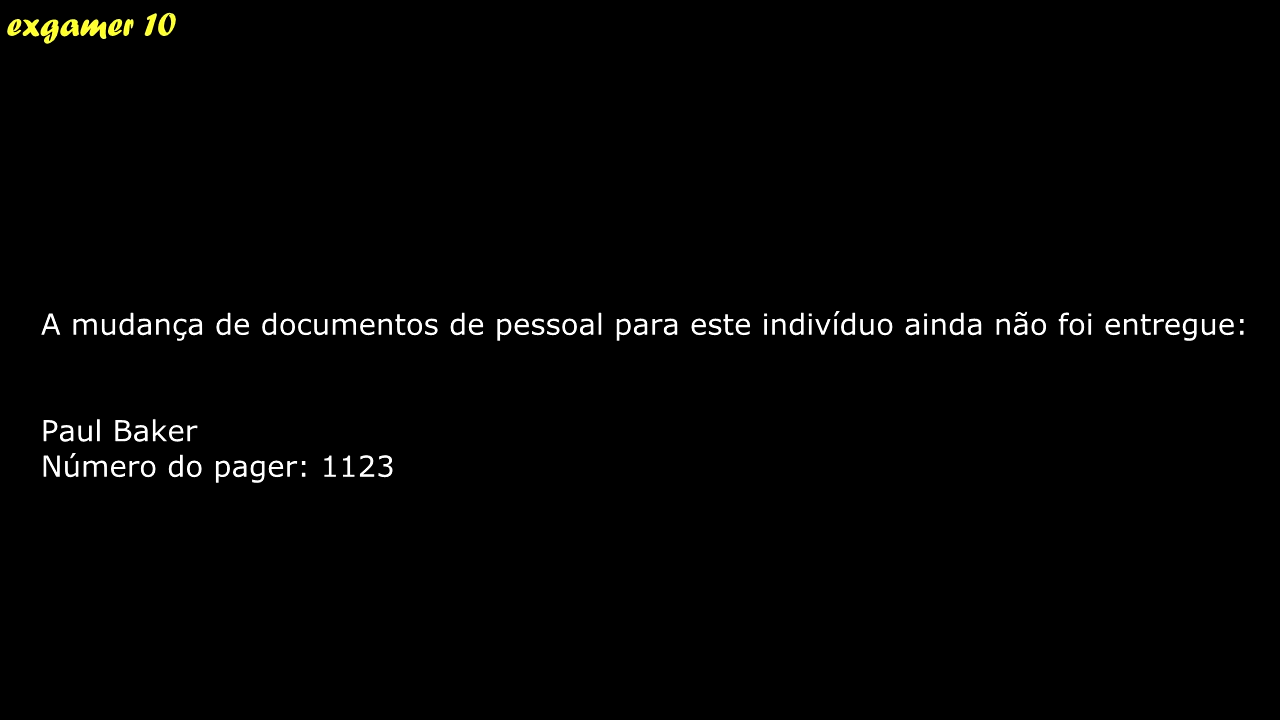 exgamer 10
A mudança de documentos de pessoal para este indivíduo ainda não foi entregue:
Paul Baker
Número do pager: 1123